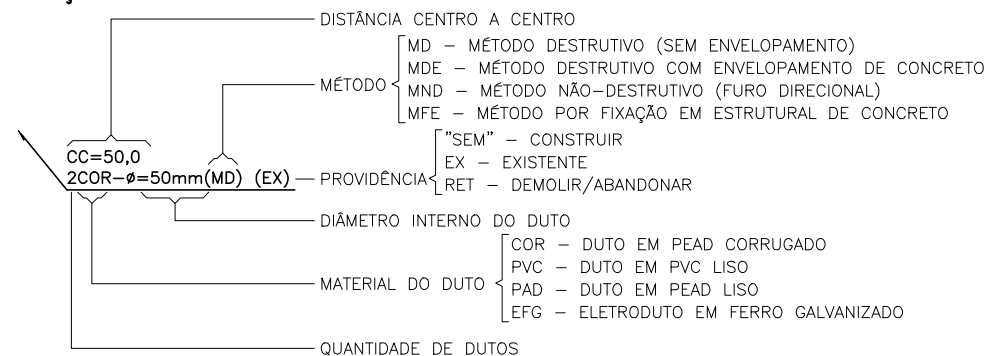 DISTÂNCIA CENTRO A CENTRO
MÉTODO
MD – MÉTODO DESTRUTIVO (SEM ENVELOPAMENTO)
MDE – MÉTODO DESTRUTIVO COM ENVELOPAMENTO DE CONCRETO
MND – MÉTODO NÃO–DESTRUTIVO (FURO DIRECIONAL)
MFE – MÉTODO POR FIXAÇÃO EM ESTRUTURAL DE CONCRETO
CC=50,0
2COR–ø=50mm(MD) (EX)
PROVIDÊNCIA
"SEM" – CONSTRUIR
EX – EXISTENTE
RET – DEMOLIR/ABANDONAR
DIÂMETRO INTERNO DO DUTO
MATERIAL DO DUTO
COR – DUTO EM PEAD CORRUGADO
PVC – DUTO EM PVC LISO
PAD – DUTO EM PEAD LISO
EFG – ELETRODUTO EM FERRO GALVANIZADO
QUANTIDADE DE DUTOS